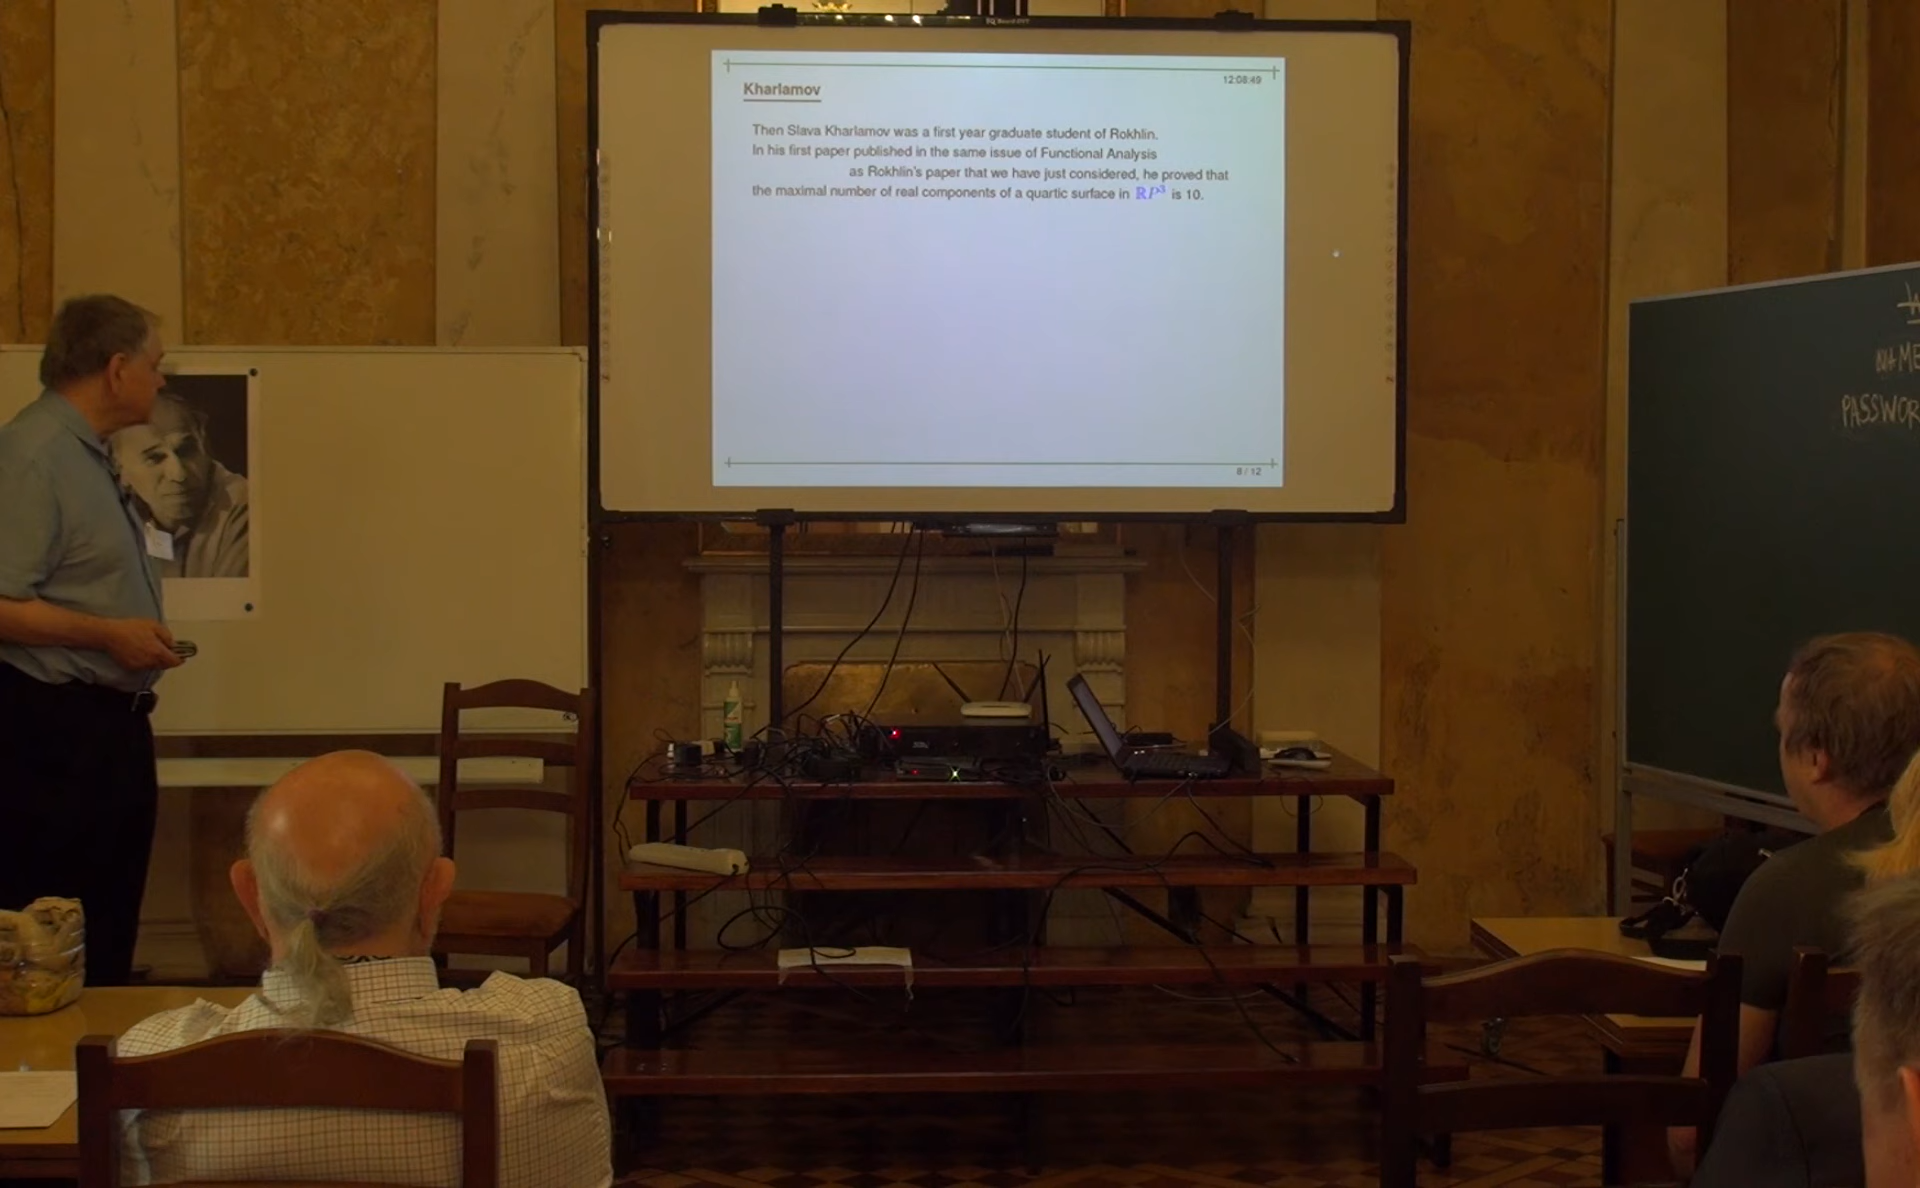 Kharlamov
12:08:49
Then Slava Kharlamov was a first year graduate student of Rokhlin.
In his first paper published in the same issue of Functional Analysis
as Rokhlin's paper that we have just considered, he proved that
the maximal number of real components of a quartic surface in ℝP³ is 10.
8 / 12
PASSWOR